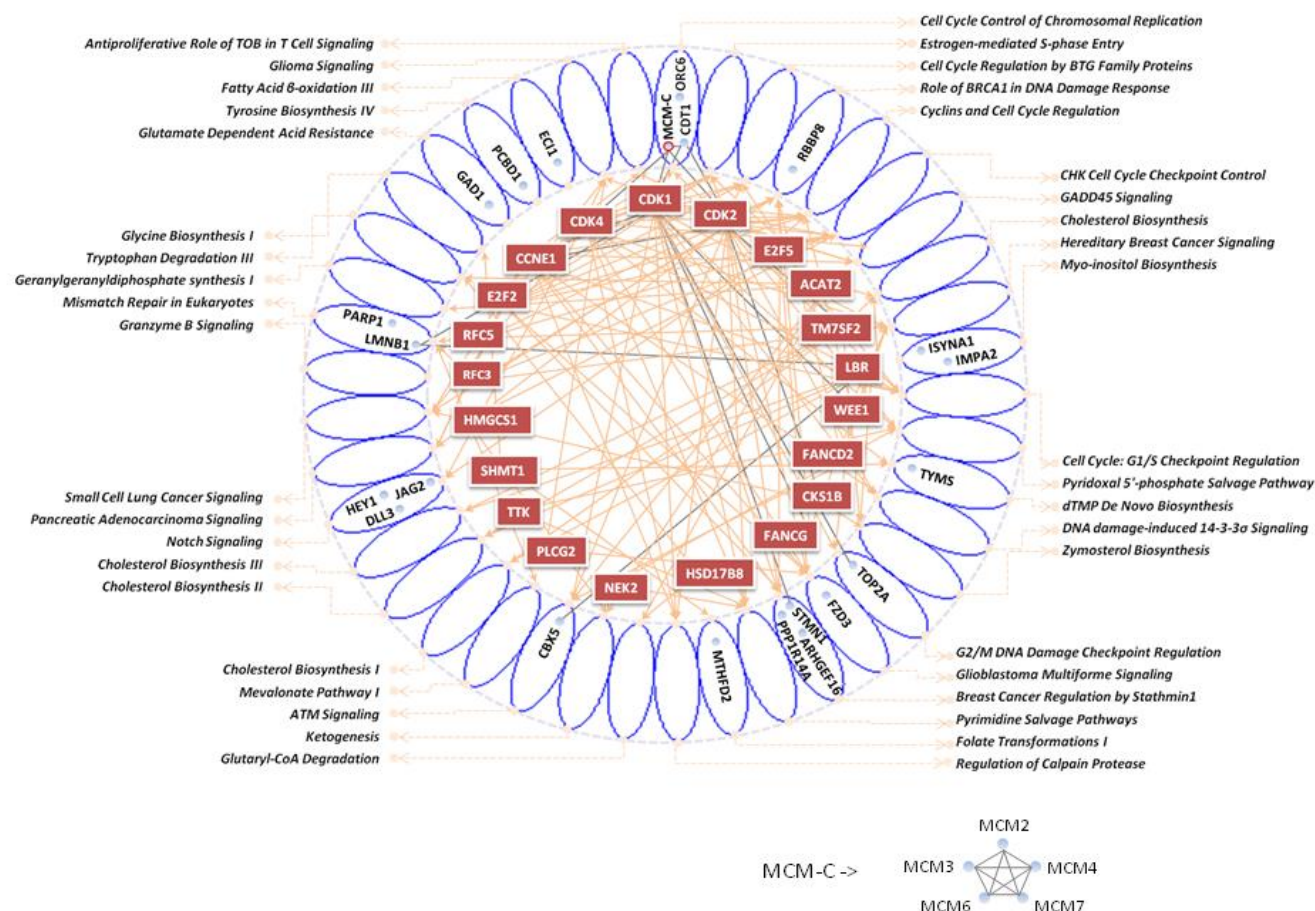 Cell Cycle Control of Chromosomal Replication
Estrogen-mediated S-phase Entry
Cell Cycle Regulation by BTG Family Proteins
Role of BRCA1 in DNA Damage Response
Cyclins and Cell Cycle Regulation
Antiproliferative Role of TOB in T Cell Signaling
Glioma Signaling
Fatty Acid β-oxidation III
Tyrosine Biosynthesis IV
Glutamate Dependent Acid Resistance
CHK Cell Cycle Checkpoint Control
GADD45 Signaling
Cholesterol Biosynthesis
Hereditary Breast Cancer Signaling
Myo-inositol Biosynthesis
Glycine Biosynthesis I
Tryptophan Degradation III
Geranylgeranyldiphosphate synthesis I
Mismatch Repair in Eukaryotes
Granzyme B Signaling
MCM-C
ORC6
CDT1
RBBP8
ECI1
PCBD1
GAD1
PARP1
LMNB1
ISYNA1
IMPA2
CDK1
CDK2
CDK4
CCNE1
E2F5
ACAT2
E2F2
TM7SF2
RFC5
LBR
RFC3
WEE1
HMGCS1
FANCD2
SHMT1
CKS1B
TTK
FANCG
PLCG2
HSD17B8
NEK2
TYMS
HEY1
JAG2
DLL3
TOP2A
FZD3
STMN1
ARHGEF16
PPP1R14A
MTHFD2
CBX5
Cell Cycle: G1/S Checkpoint Regulation
Pyridoxal 5'-phosphate Salvage Pathway
dTMP De Novo Biosynthesis
DNA damage-induced 14-3-3σ Signaling
Zymosterol Biosynthesis
Small Cell Lung Cancer Signaling
Pancreatic Adenocarcinoma Signaling
Notch Signaling
Cholesterol Biosynthesis III
Cholesterol Biosynthesis II
G2/M DNA Damage Checkpoint Regulation
Glioblastoma Multiforme Signaling
Breast Cancer Regulation by Stathmin1
Pyrimidine Salvage Pathways
Folate Transformations I
Regulation of Calpain Protease
Cholesterol Biosynthesis I
Mevalonate Pathway I
ATM Signaling
Ketogenesis
Glutaryl-CoA Degradation
MCM-C ->
MCM2
MCM3
MCM4
MCM6
MCM7